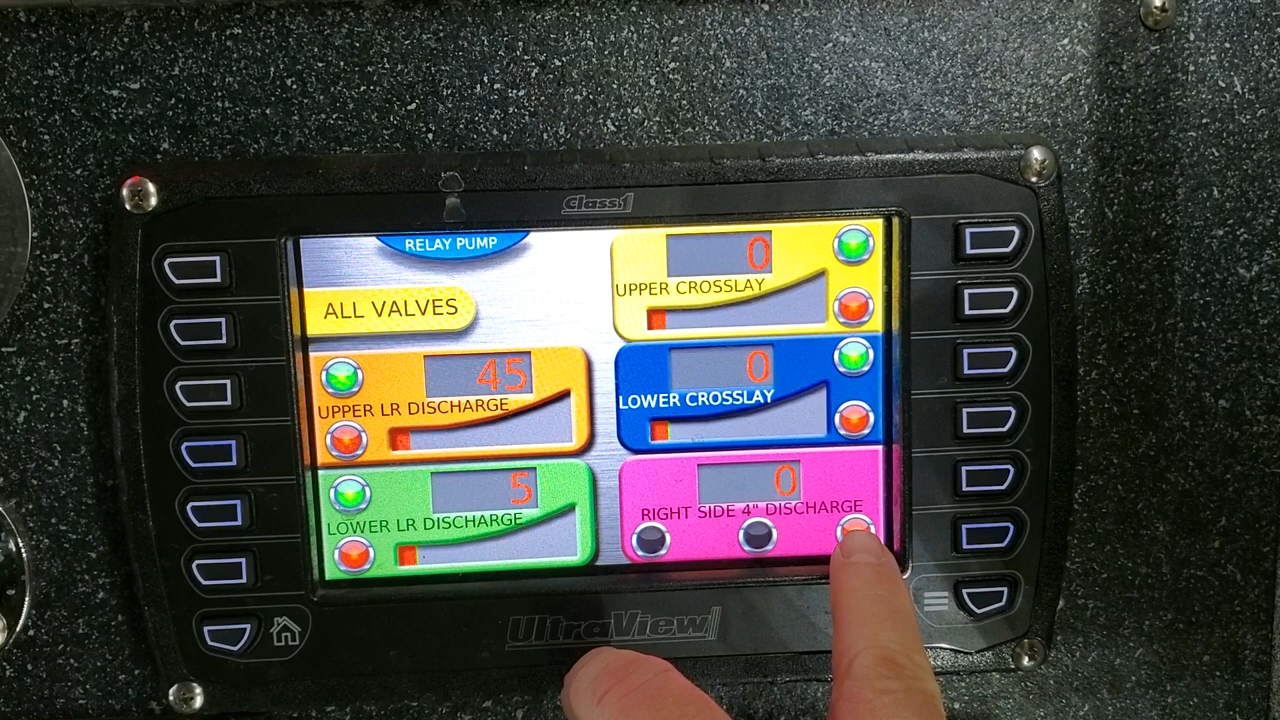 Class1
RELAY PUMP
ALL VALVES
45
UPPER LR DISCHARGE
5
LOWER LR DISCHARGE
0
UPPER CROSSLAY
0
LOWER CROSSLAY
0
RIGHT SIDE 4" DISCHARGE
UltraView